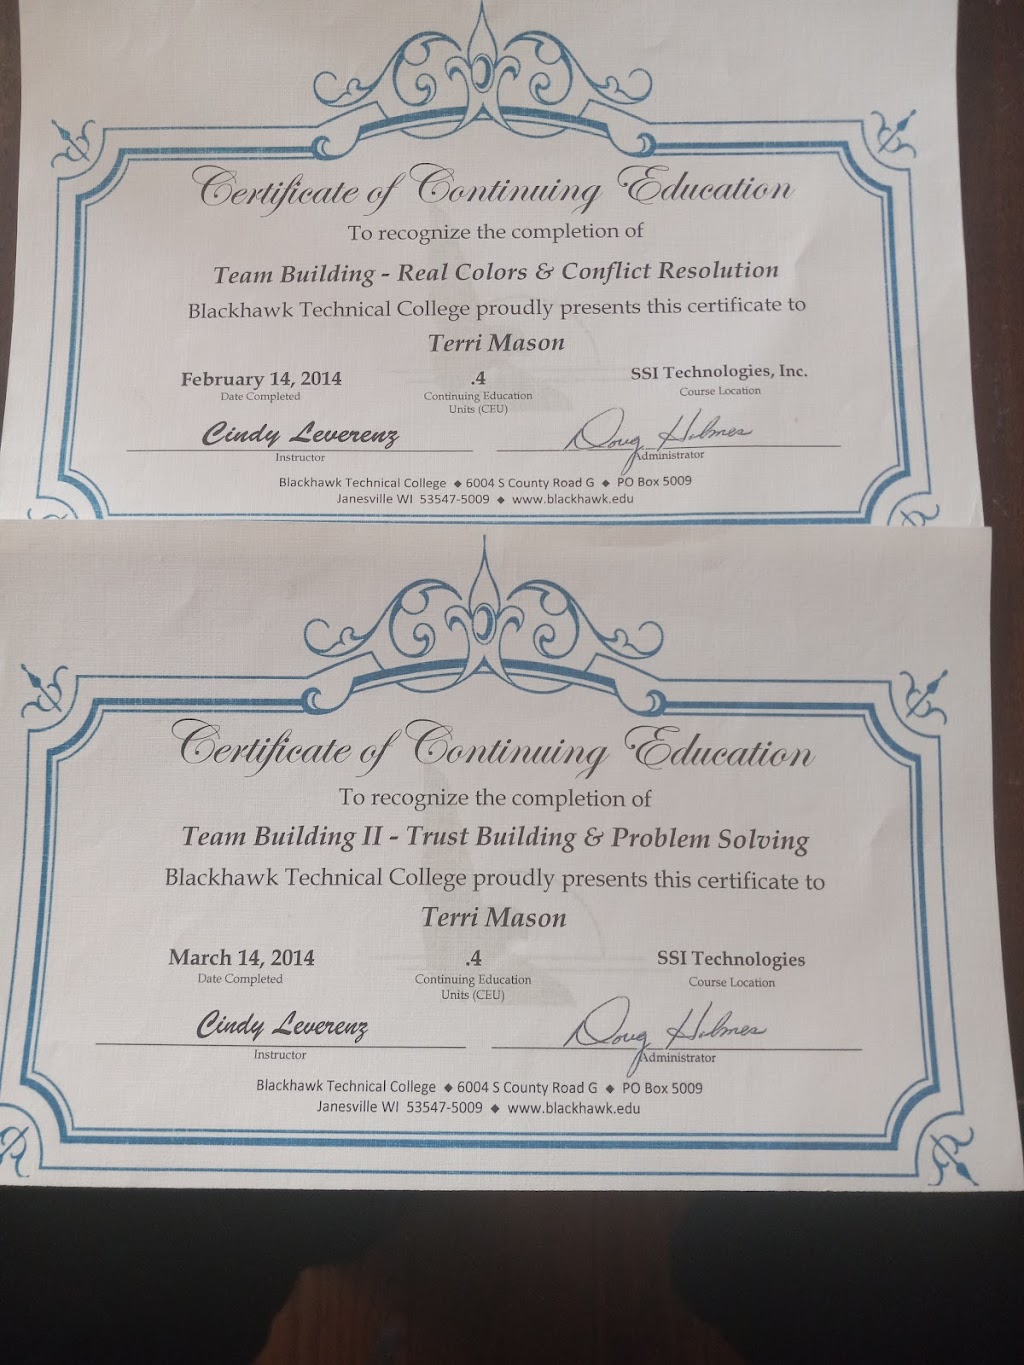 Certificate of Continuing Education
To recognize the completion of
Team Building - Real Colors & Conflict Resolution
Blackhawk Technical College proudly presents this certificate to
Terri Mason
February 14, 2014 .4 SSI Technologies, Inc.
Date Completed Continuing Education Course Location
Units (CEU)
Cindy Leverenz Doug Holmes
Instructor Administrator
Blackhawk Technical College ◆ 6004 S County Road G ◆ PO Box 5009
Janesville WI 53547-5009 ◆ www.blackhawk.edu
Certificate of Continuing Education
To recognize the completion of
Team Building II - Trust Building & Problem Solving
Blackhawk Technical College proudly presents this certificate to
Terri Mason
March 14, 2014 .4 SSI Technologies
Date Completed Continuing Education Course Location
Units (CEU)
Cindy Leverenz Doug Holmes
Instructor Administrator
Blackhawk Technical College ◆ 6004 S County Road G ◆ PO Box 5009
Janesville WI 53547-5009 ◆ www.blackhawk.edu